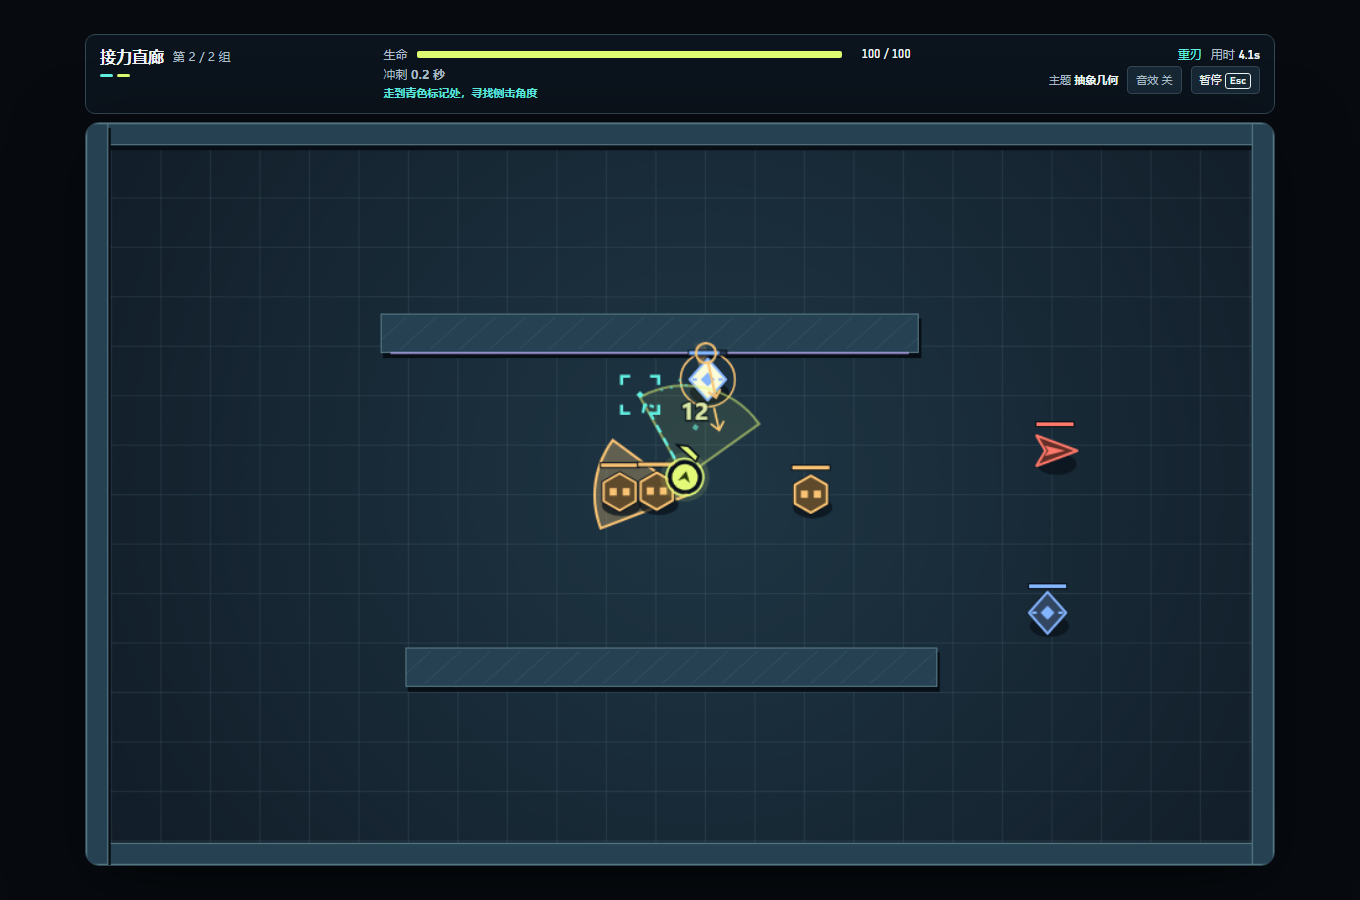 接力直廊 第 2 / 2 组
生命 100 / 100
冲刺 0.2 秒
走到青色标记处，寻找侧击角度
重刃 用时 4.1s
主题 抽象几何 音效 关 暂停 Esc
12